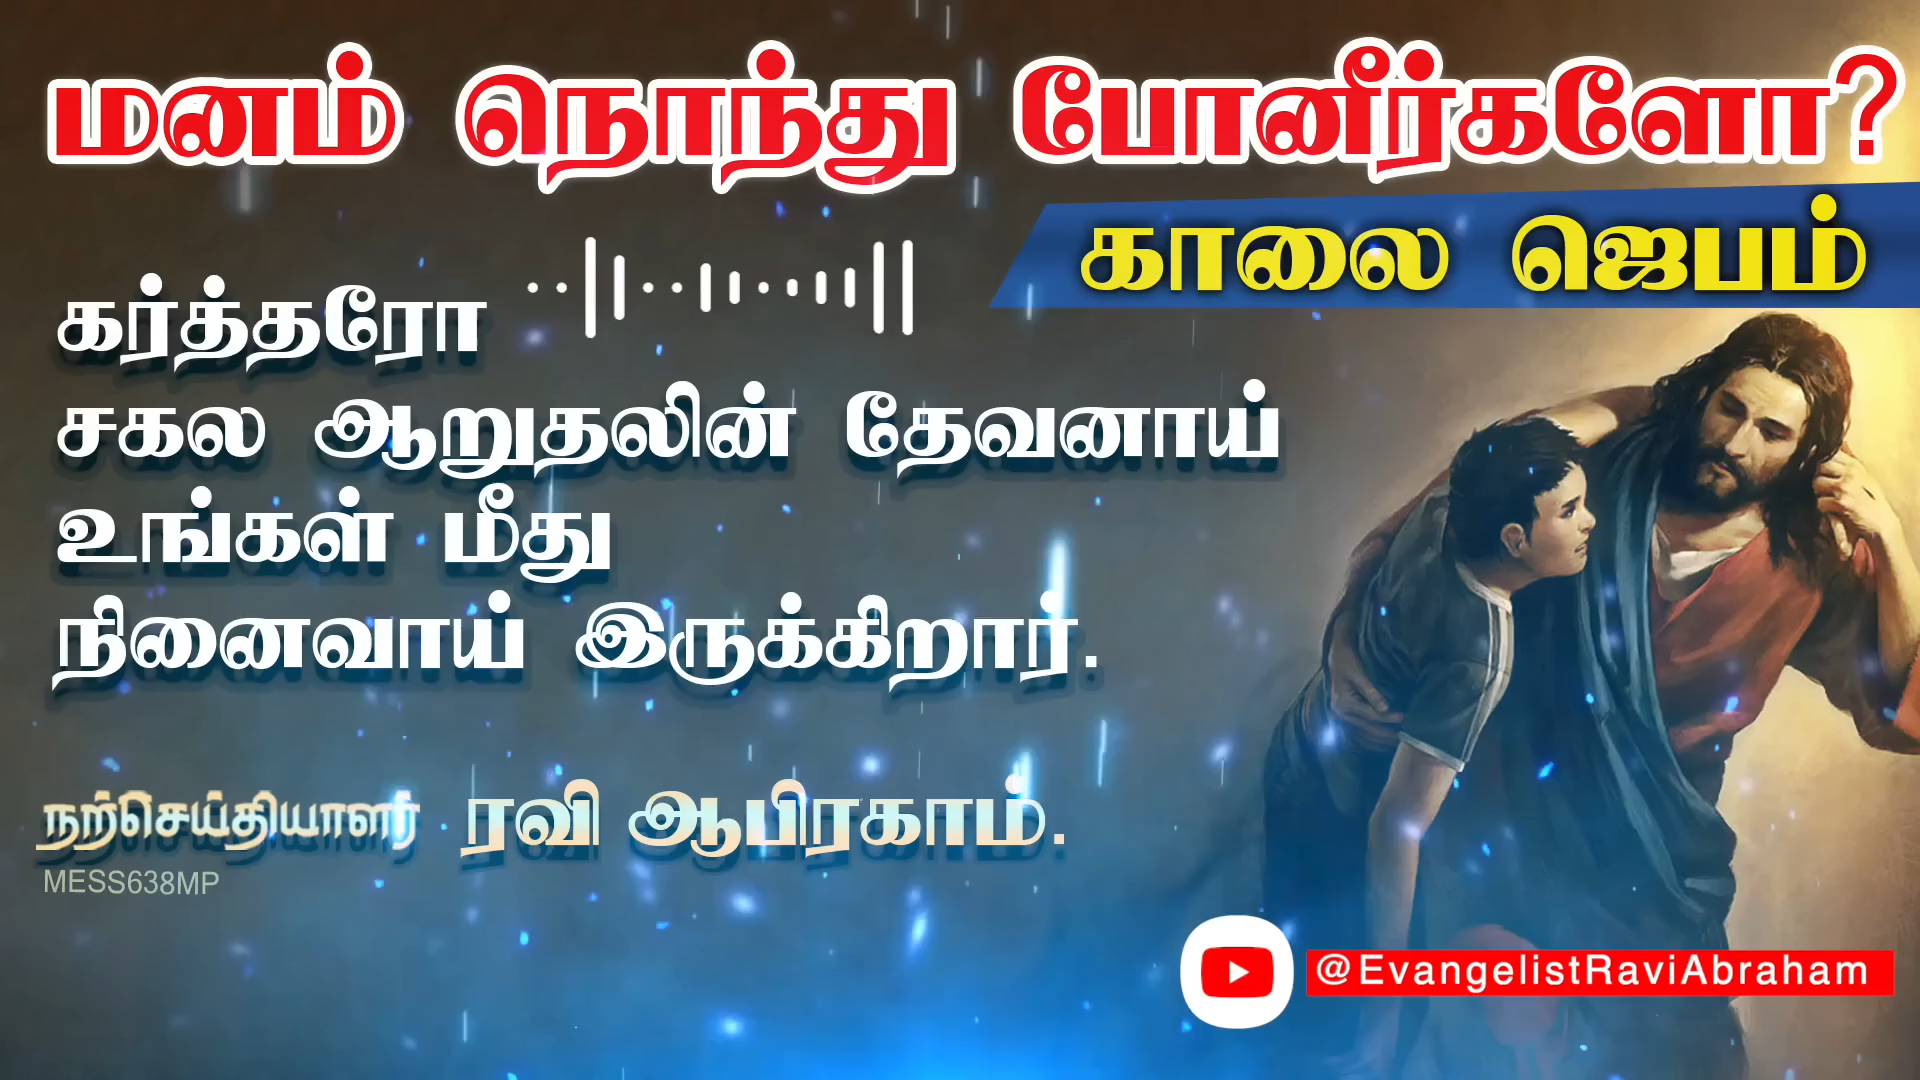 மனம் நொந்து போனீர்களோ?
காலை ஜெபம்
கர்த்தரோ
சகல ஆறுதலின் தேவனாய்
உங்கள் மீது
நினைவாய் இருக்கிறார்.
நற்செய்தியாளர் ரவி ஆபிரகாம்.
MESS638MP
@EvangelistRaviAbraham